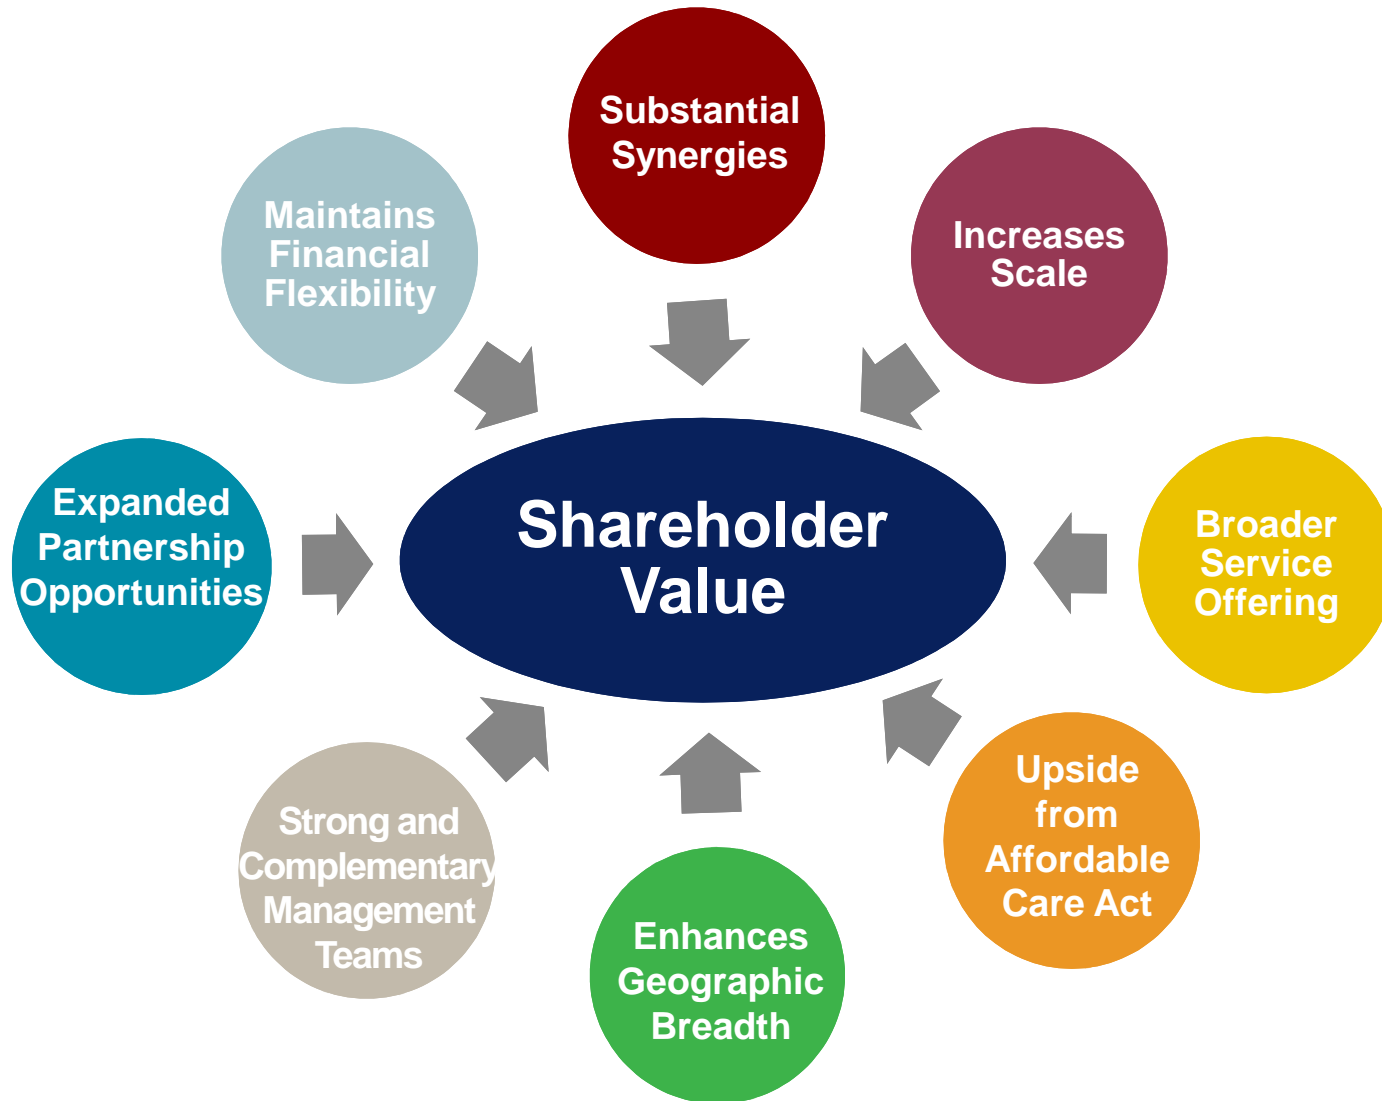 Substantial
Synergies
Maintains
Financial
Flexibility
Increases
Scale
Expanded
Partnership
Opportunities
Shareholder
Value
Broader
Service
Offering
Strong and
Complementary
Management
Teams
Upside
from
Affordable
Care Act
Enhances
Geographic
Breadth